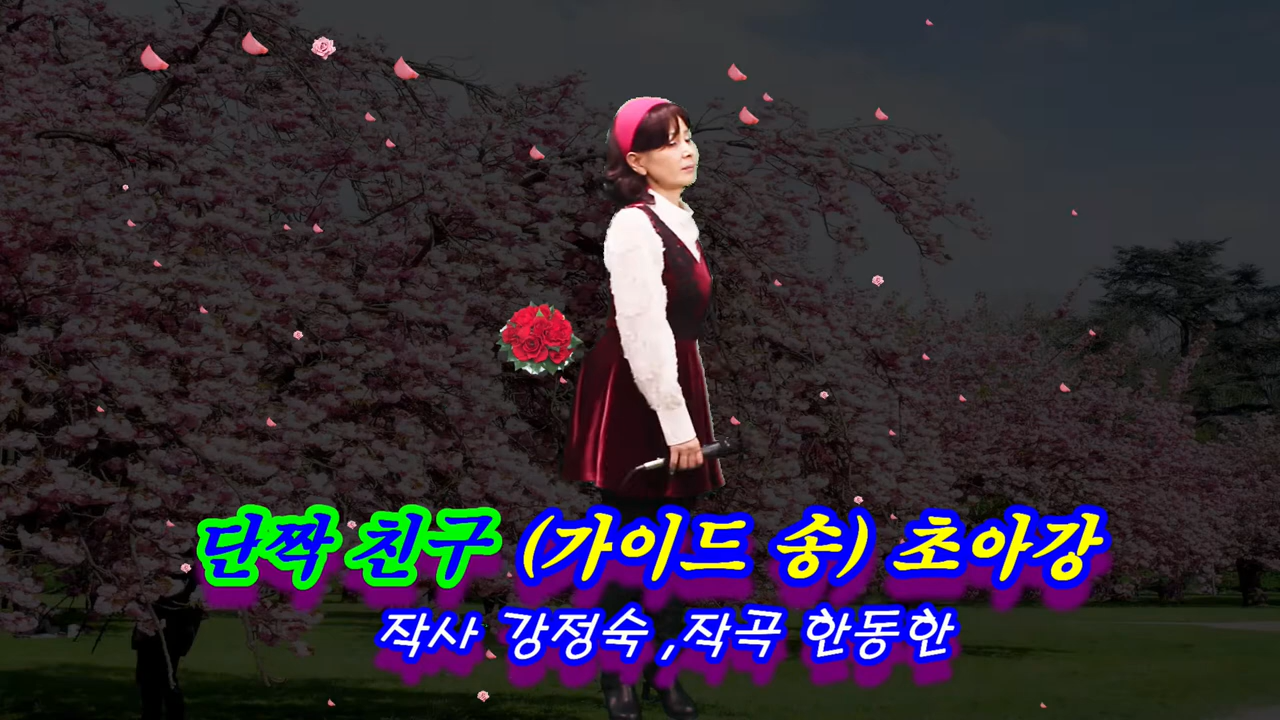 단짝 친구 (가이드 송) 초아강
작사 강정숙 ,작곡 한동한